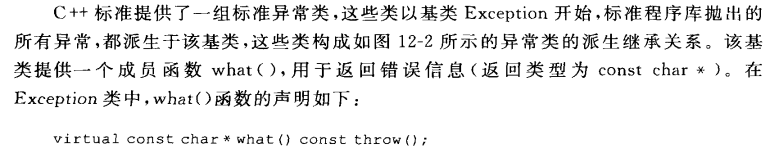 C++ 标准提供了一组标准异常类,这些类以基类 Exception 开始,标准程序库抛出的
所有异常,都派生于该基类,这些类构成如图 12-2 所示的异常类的派生继承关系。该基
类提供一个成员函数 what(),用于返回错误信息(返回类型为 const char *)。在
Exception 类中,what()函数的声明如下:
virtual const char * what() const throw();